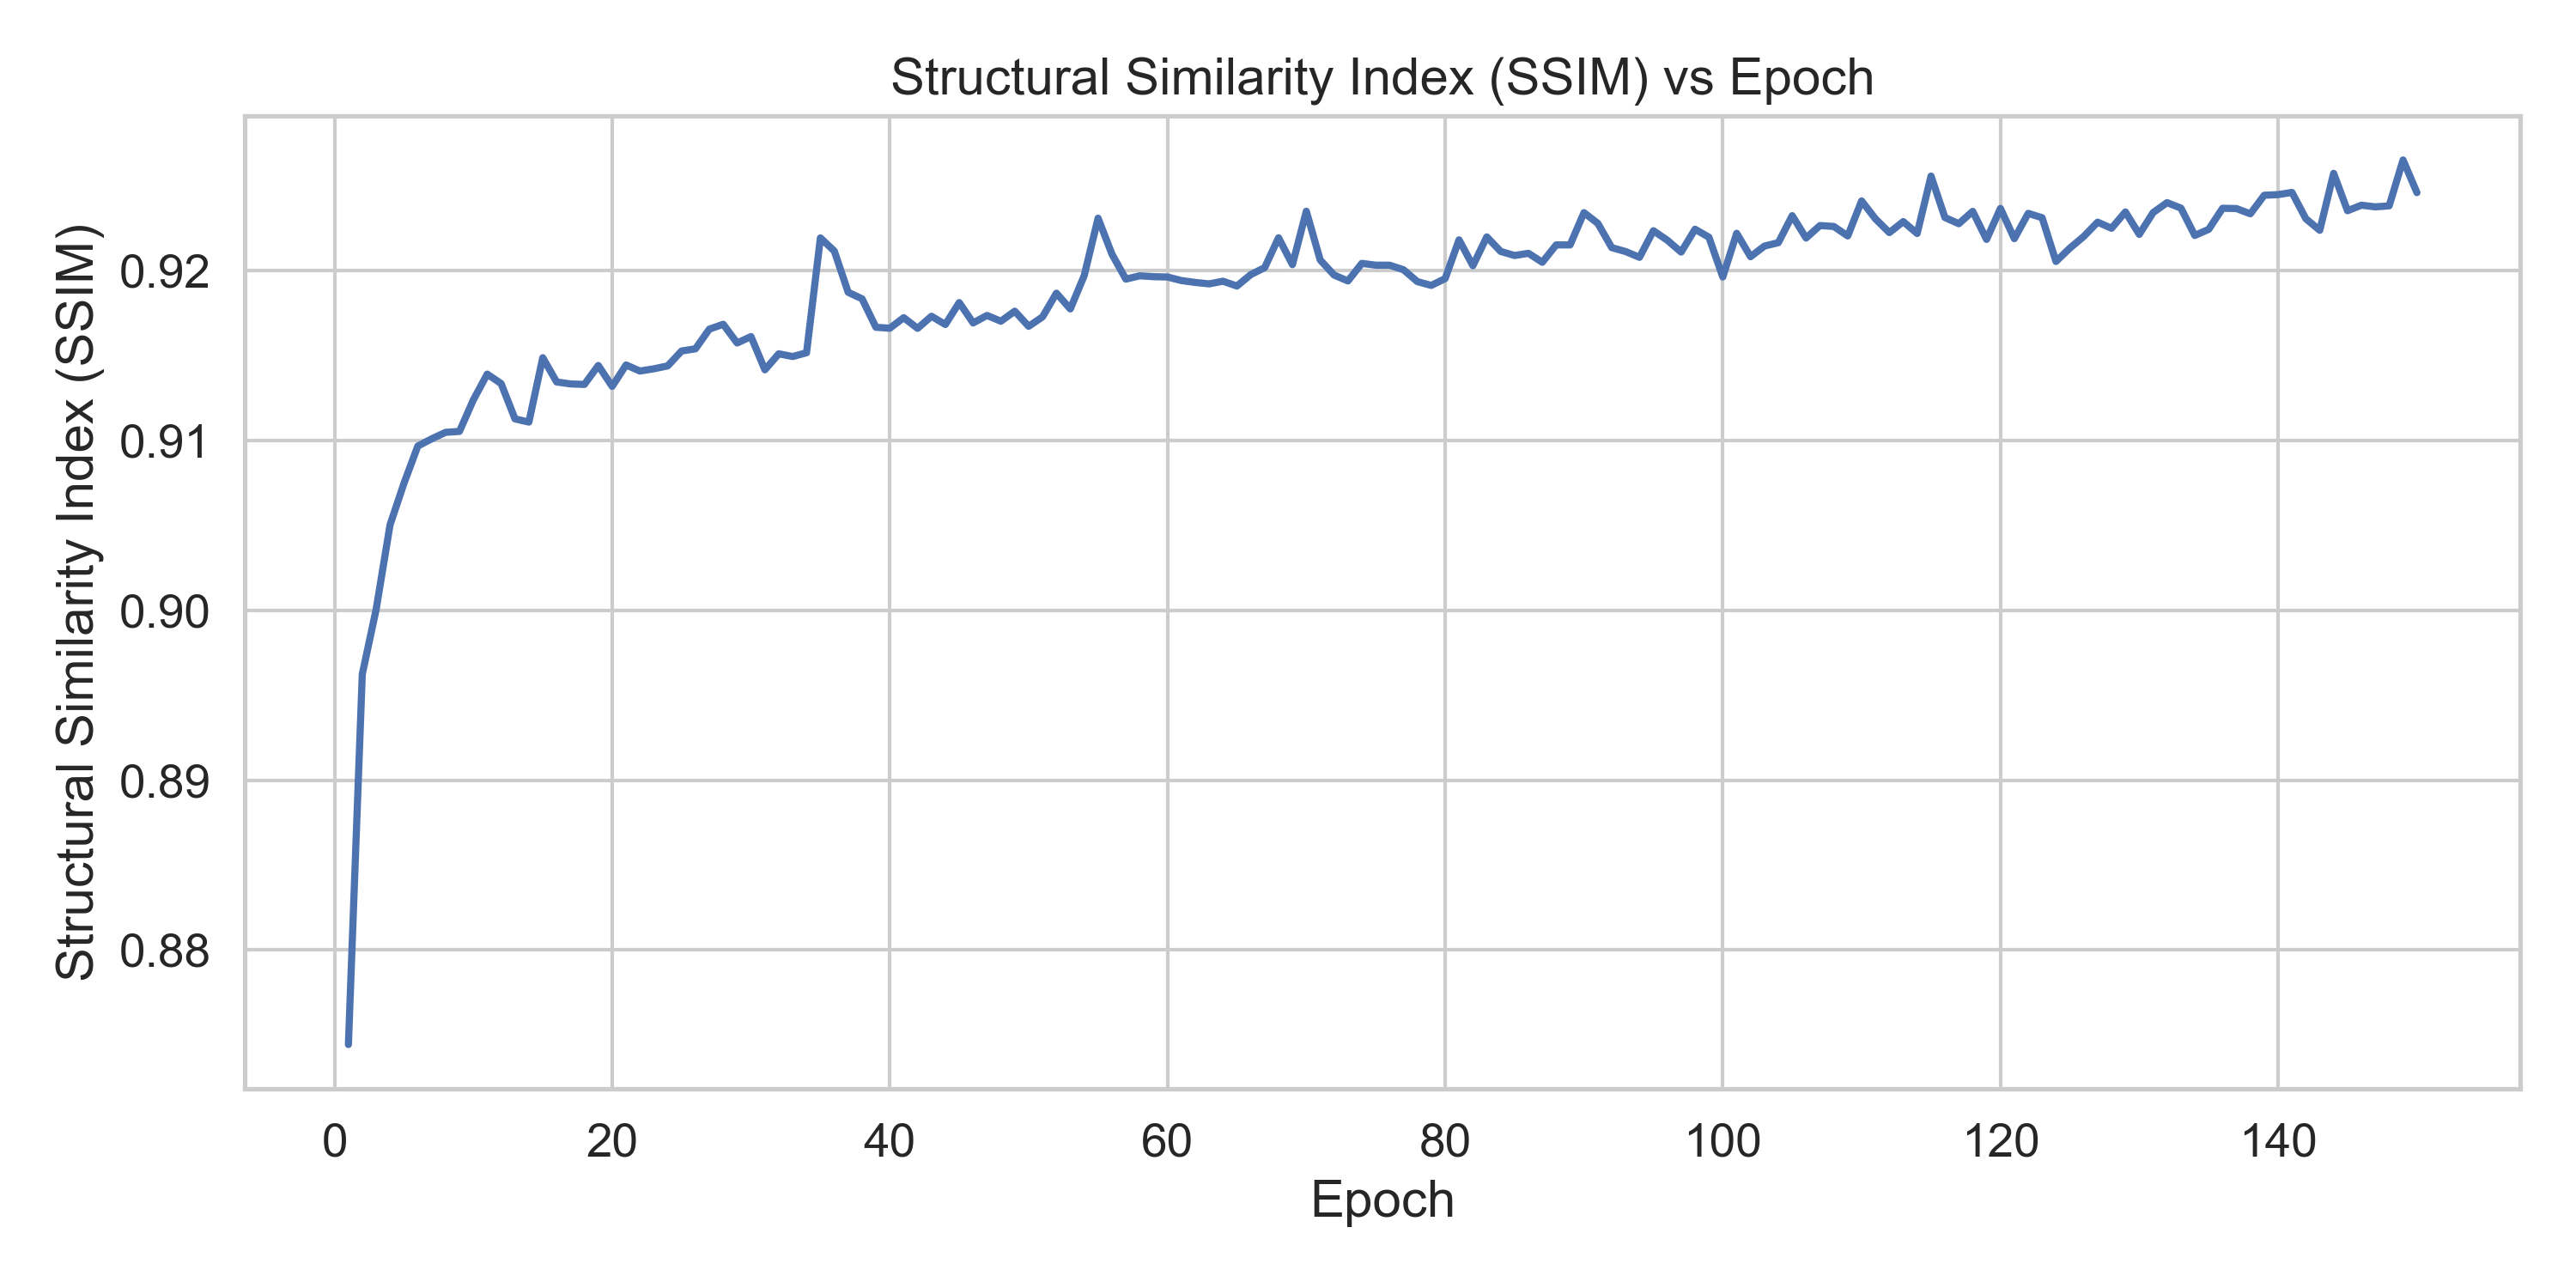 Structural Similarity Index (SSIM) vs Epoch
Structural Similarity Index (SSIM)
0.92
0.91
0.90
0.89
0.88
0 20 40 60 80 100 120 140
Epoch